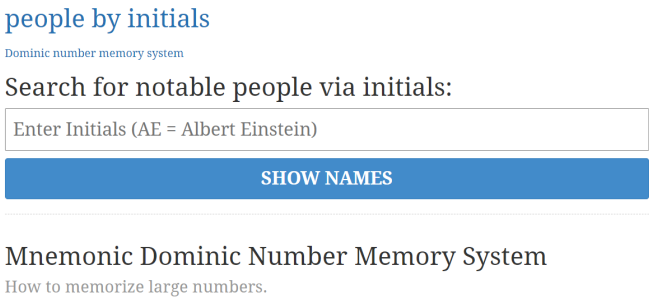 people by initials
Dominic number memory system
Search for notable people via initials:
Enter Initials (AE = Albert Einstein)
SHOW NAMES
Mnemonic Dominic Number Memory System
How to memorize large numbers.